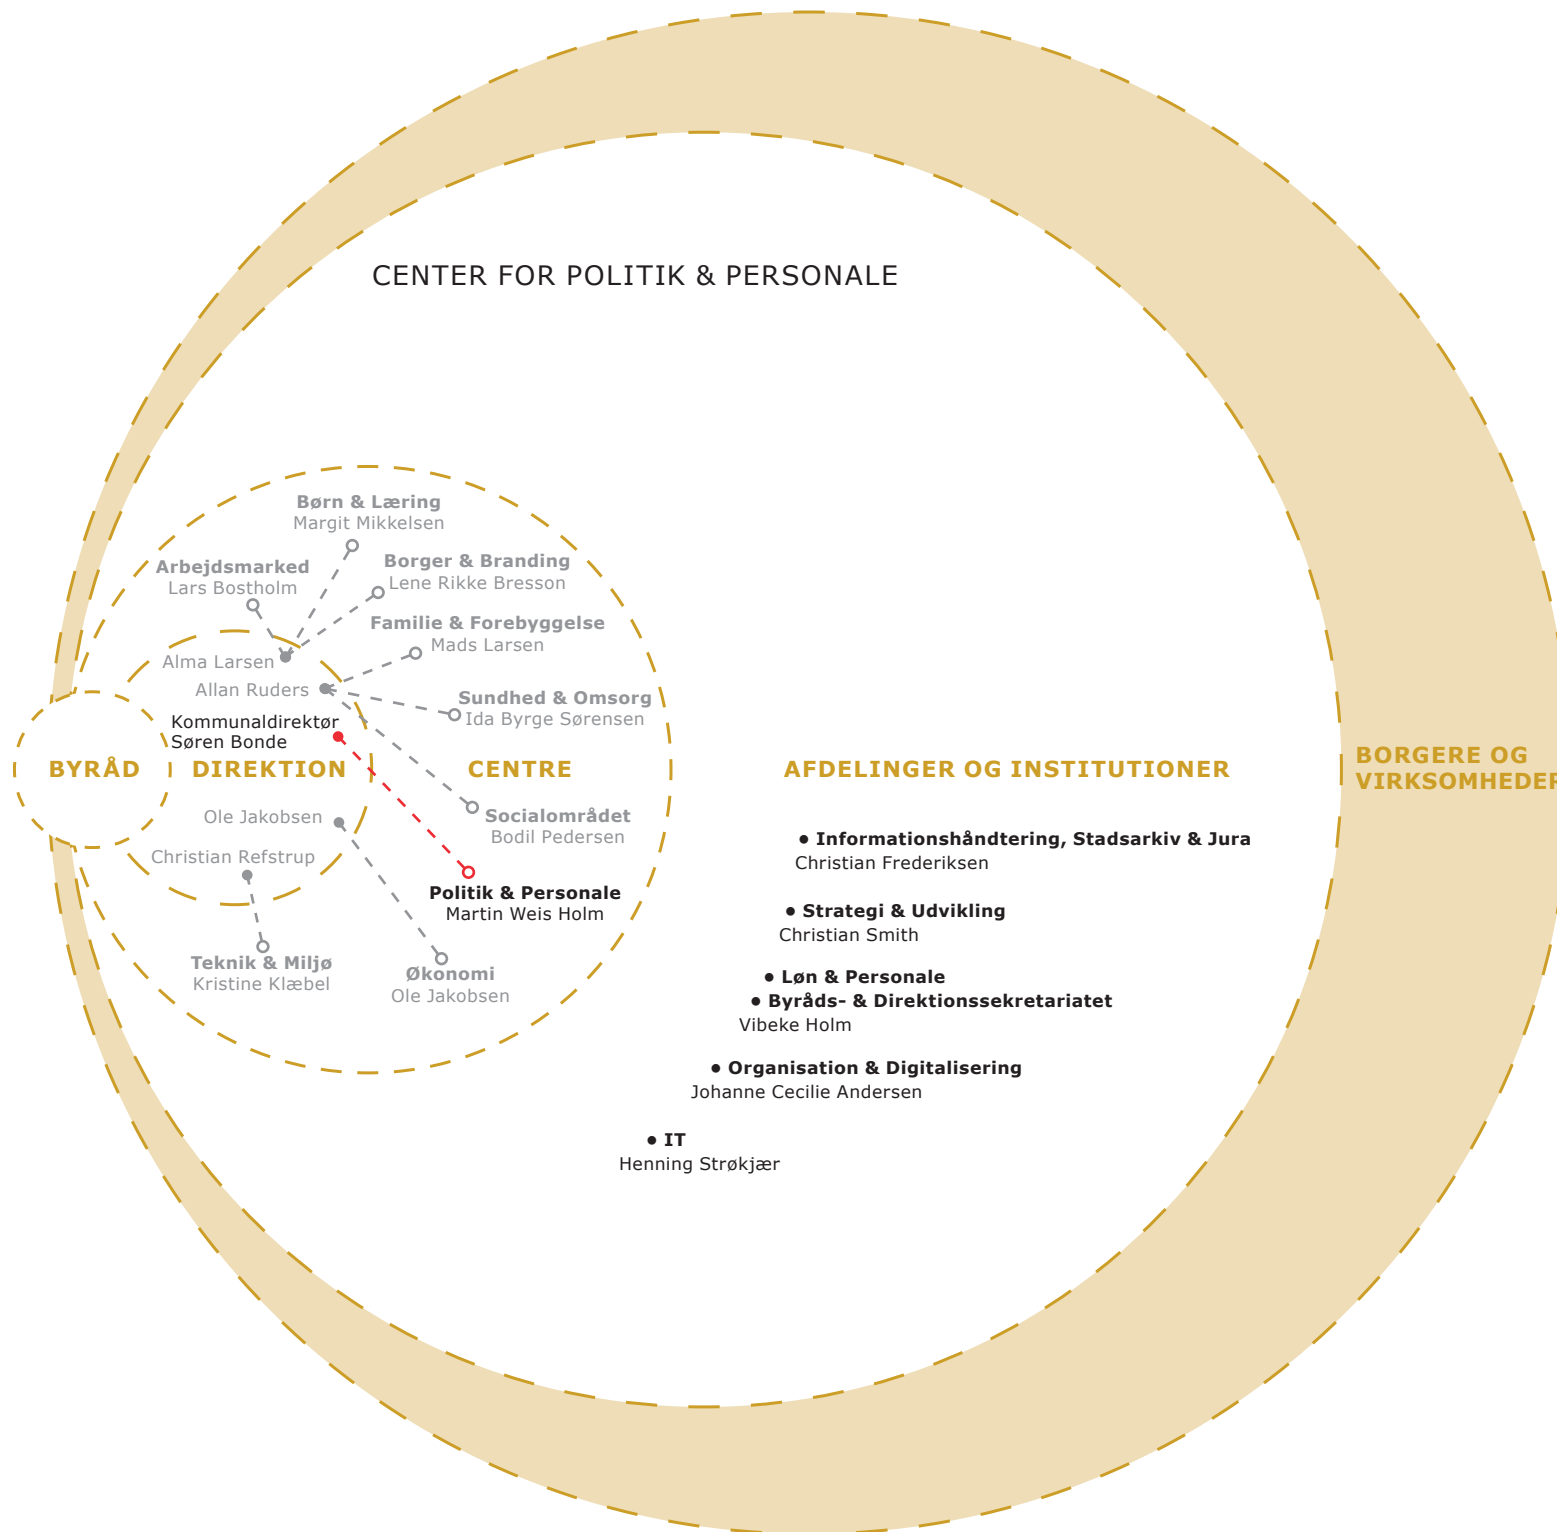 CENTER FOR POLITIK & PERSONALE
Børn & Læring
Margit Mikkelsen
Arbejdsmarked
Lars Bostholm
Borger & Branding
Lene Rikke Bresson
Familie & Forebyggelse
Mads Larsen
Alma Larsen
Allan Ruders
Sundhed & Omsorg
Ida Byrge Sørensen
Kommunaldirektør
Søren Bonde
BYRÅD
DIREKTION
CENTRE
AFDELINGER OG INSTITUTIONER
BORGERE OG
VIRKSOMHEDER
Ole Jakobsen
Socialområdet
Bodil Pedersen
Christian Refstrup
Politik & Personale
Martin Weis Holm
Teknik & Miljø
Kristine Klæbel
Økonomi
Ole Jakobsen
• Informationshåndtering, Stadsarkiv & Jura
Christian Frederiksen
• Strategi & Udvikling
Christian Smith
• Løn & Personale
• Byråds- & Direktionssekretariatet
Vibeke Holm
• Organisation & Digitalisering
Johanne Cecilie Andersen
• IT
Henning Strøkjær